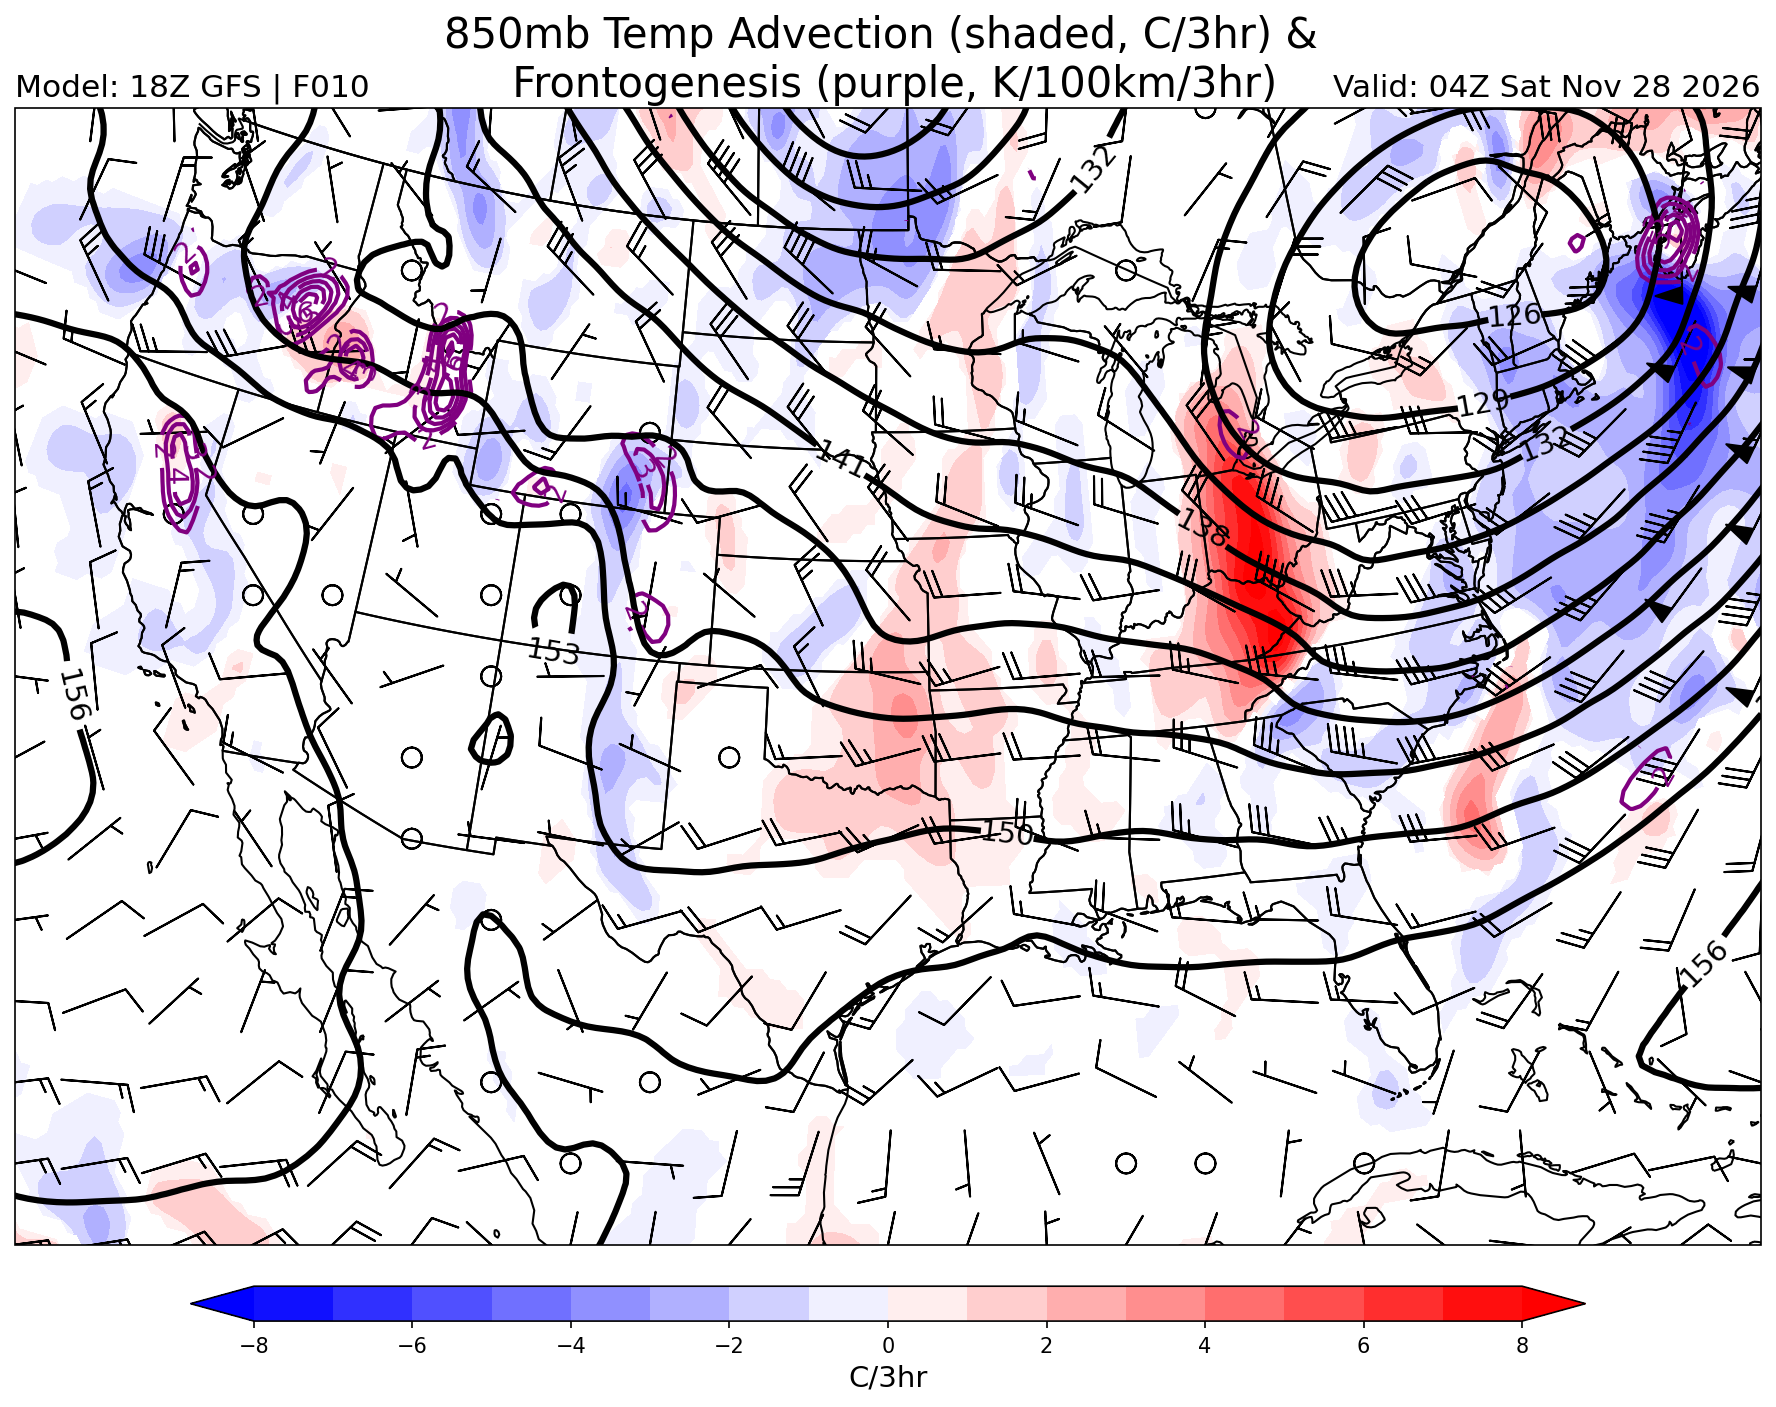 850mb Temp Advection (shaded, C/3hr) &
Frontogenesis (purple, K/100km/3hr)
Model: 18Z GFS | F010
Valid: 04Z Sat Nov 28 2026
132
126
129
132
141
138
153
156
150
156
−8 −6 −4 −2 0 2 4 6 8
C/3hr